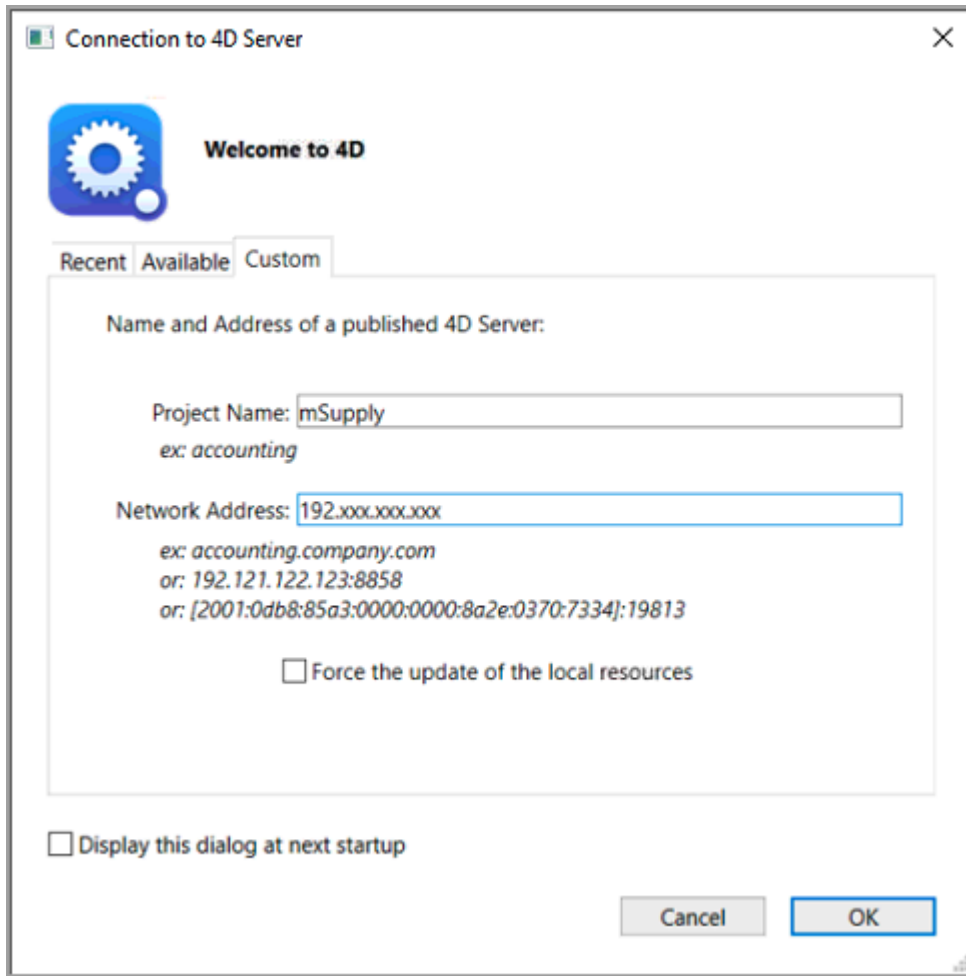 Connection to 4D Server
Welcome to 4D
Recent Available Custom
Name and Address of a published 4D Server:
Project Name: mSupply
ex: accounting
Network Address: 192.xxx.xxx.xxx
ex: accounting.company.com
or: 192.121.122.123:8858
or: [2001:0db8:85a3:0000:0000:8a2e:0370:7334]:19813
Force the update of the local resources
Display this dialog at next startup
Cancel OK